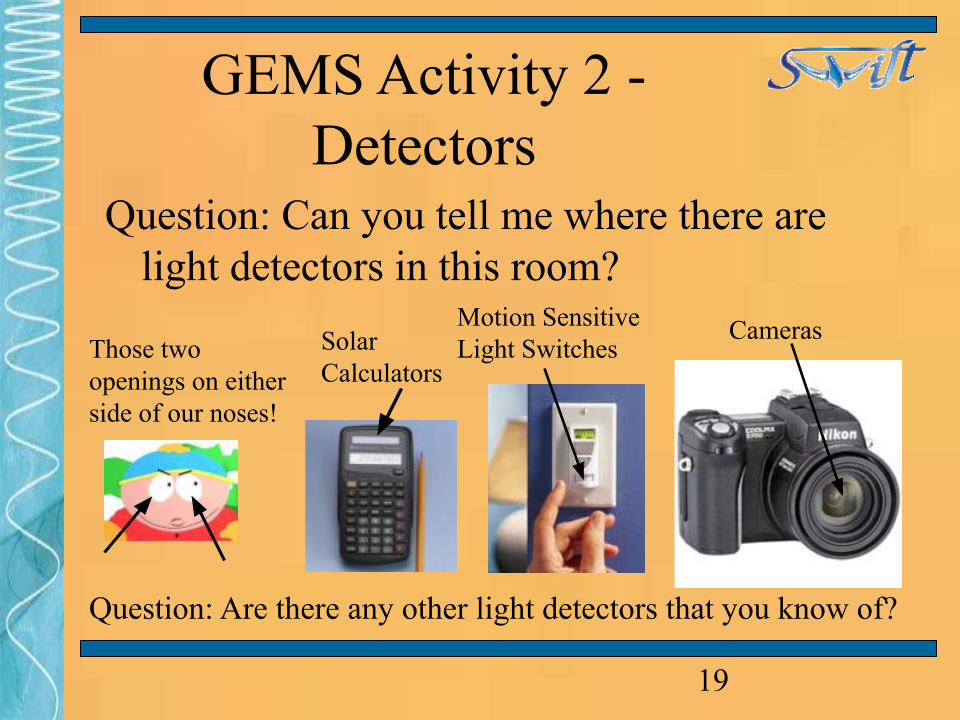 GEMS Activity 2 -
Detectors
Swift
Question: Can you tell me where there are
light detectors in this room?
Those two
openings on either
side of our noses!
Solar
Calculators
Motion Sensitive
Light Switches
Cameras
COOLPIX
Nikon
Question: Are there any other light detectors that you know of?
19